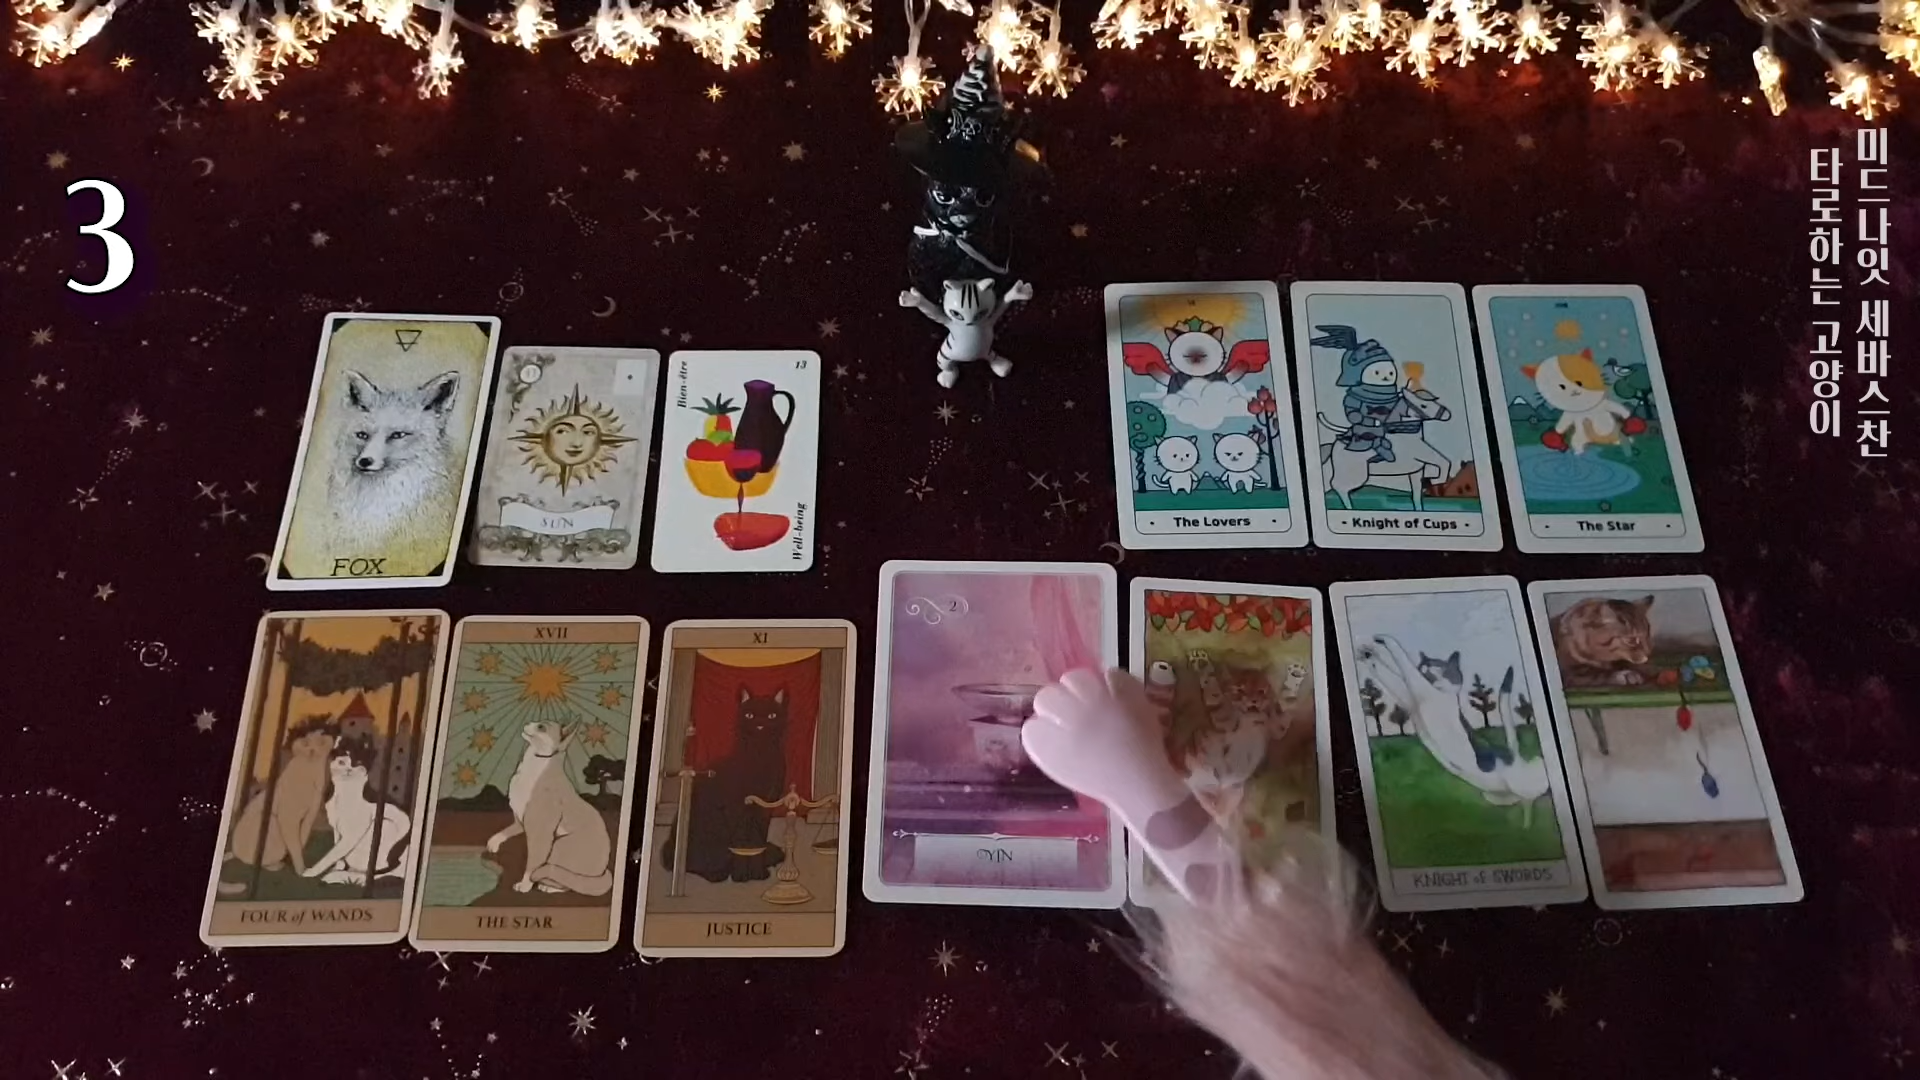 3
미드나잇 세바스찬
타로하는 고양이
FOX
SUN
Bien-être
13
Well-being
The Lovers
Knight of Cups
The Star
FOUR of WANDS
XVII
THE STAR
XI
JUSTICE
2
YIN
KNIGHT of SWORDS